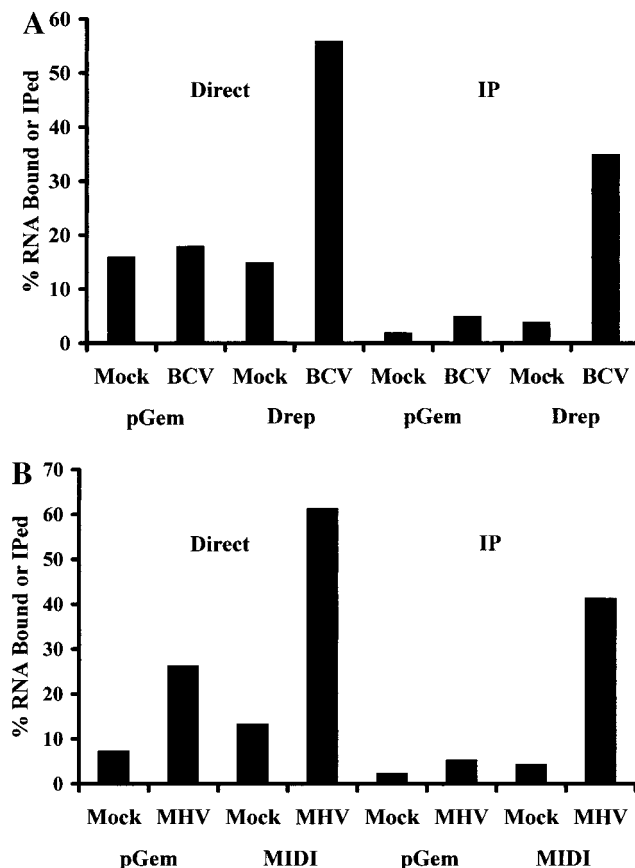 A
% RNA Bound or IPed
60
50
40
30
20
10
0
Direct
IP
Mock BCV Mock BCV Mock BCV Mock BCV
pGem Drep pGem Drep
B
% RNA Bound or IPed
70
60
50
40
30
20
10
0
Direct
IP
Mock MHV Mock MHV Mock MHV Mock MHV
pGem MIDI pGem MIDI